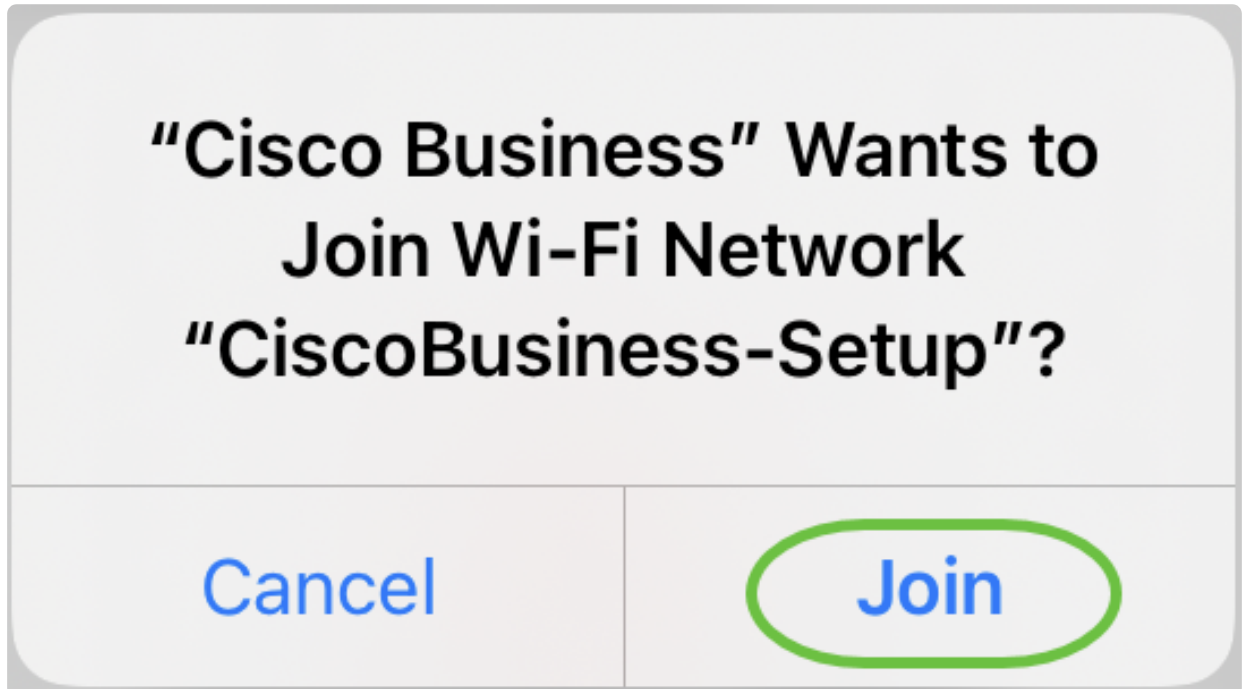 “Cisco Business” Wants to
Join Wi-Fi Network
“CiscoBusiness-Setup”?
Cancel
Join